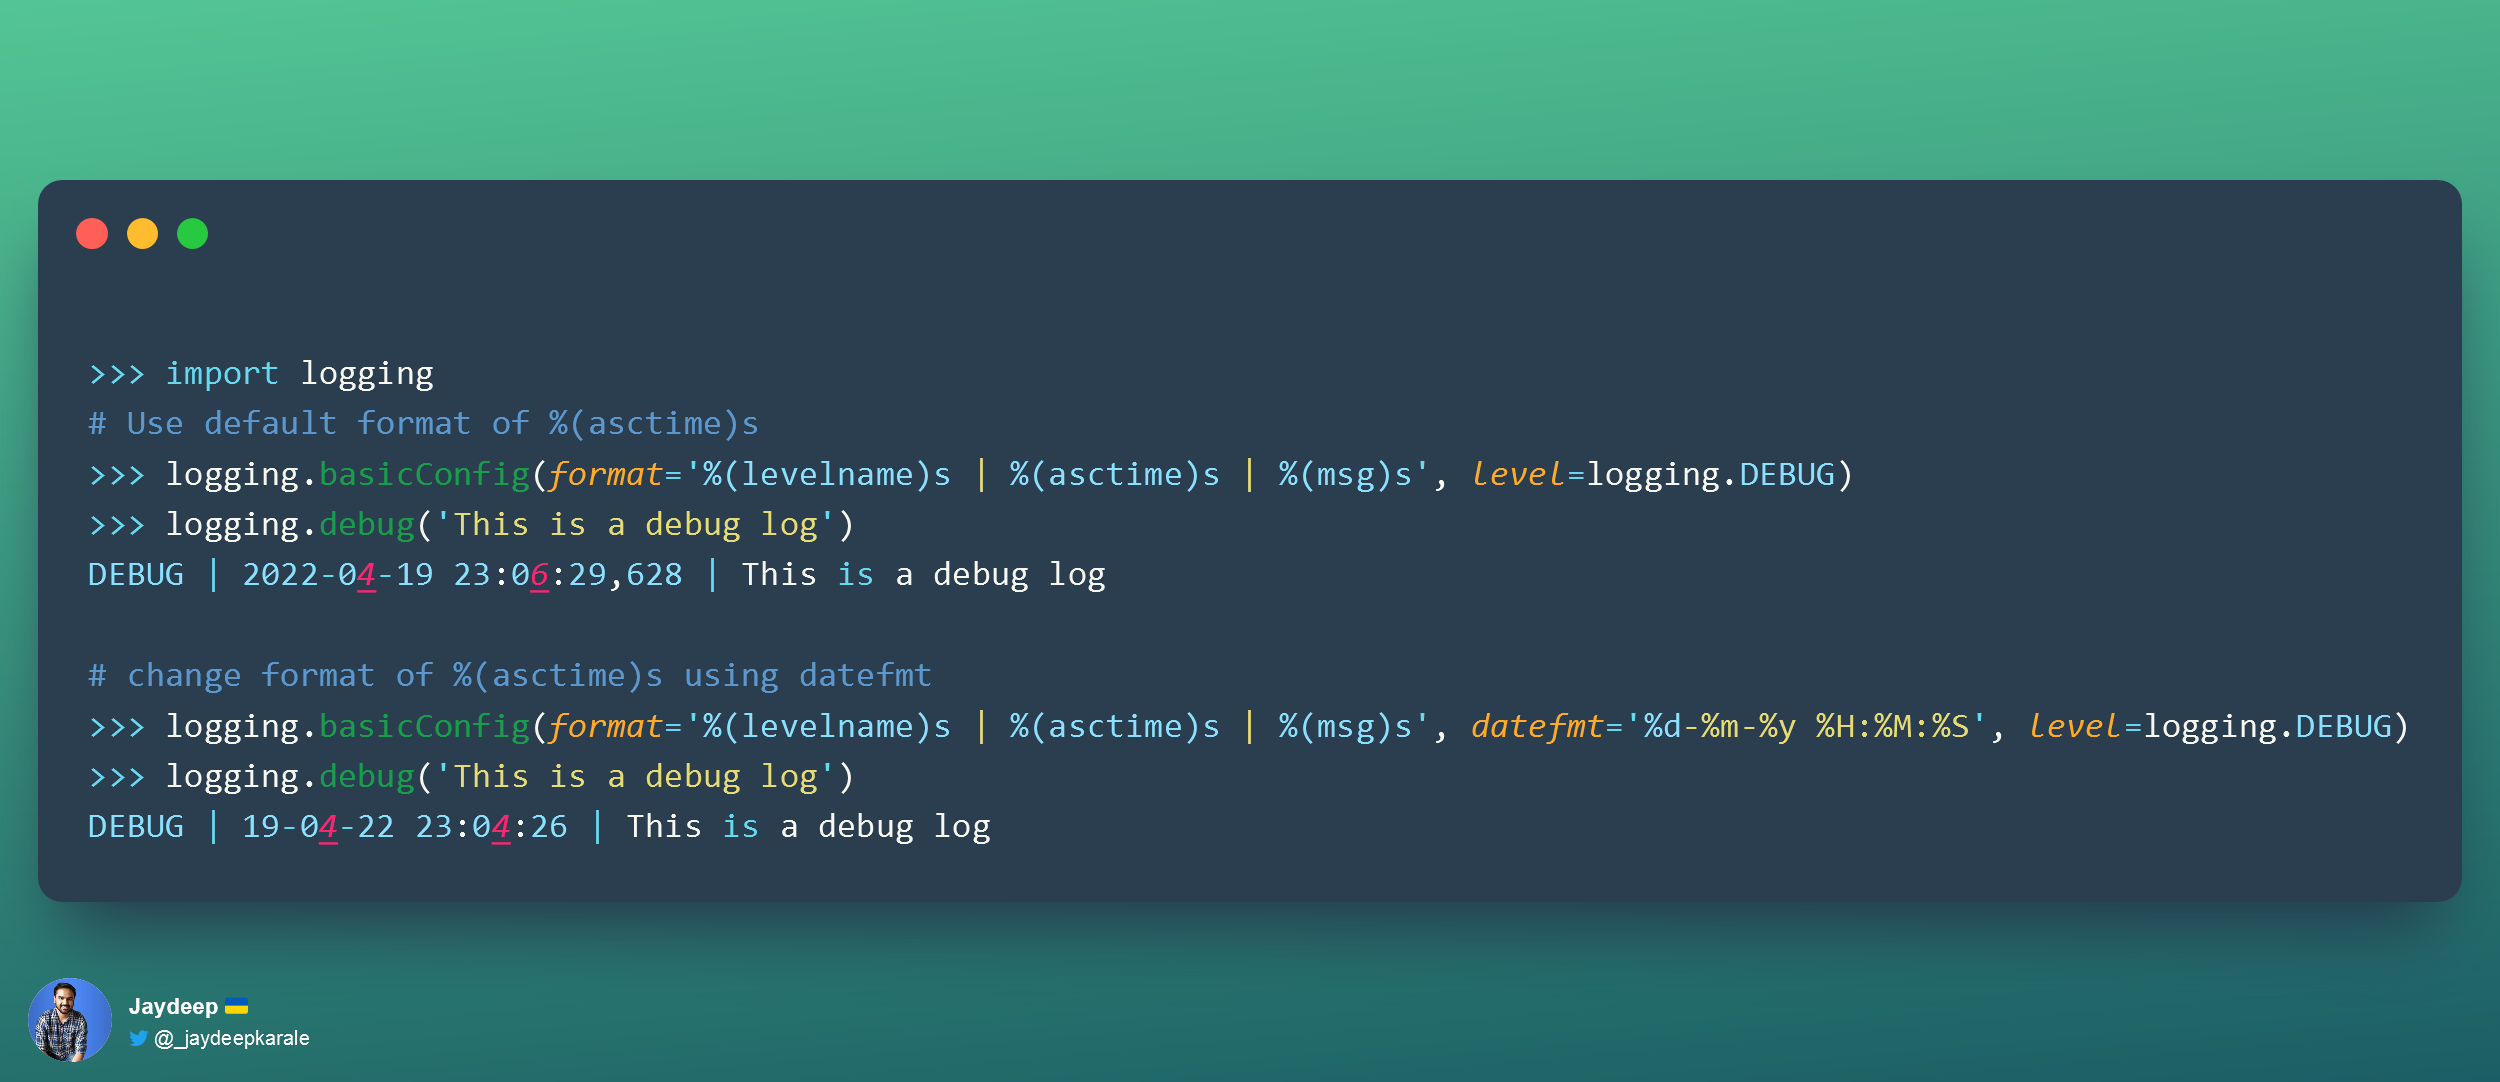 >>> import logging
# Use default format of %(asctime)s
>>> logging.basicConfig(format='%(levelname)s | %(asctime)s | %(msg)s', level=logging.DEBUG)
>>> logging.debug('This is a debug log')
DEBUG | 2022-04-19 23:06:29,628 | This is a debug log

# change format of %(asctime)s using datefmt
>>> logging.basicConfig(format='%(levelname)s | %(asctime)s | %(msg)s', datefmt='%d-%m-%y %H:%M:%S', level=logging.DEBUG)
>>> logging.debug('This is a debug log')
DEBUG | 19-04-22 23:04:26 | This is a debug log
Jaydeep 🇺🇦
@_jaydeepkarale